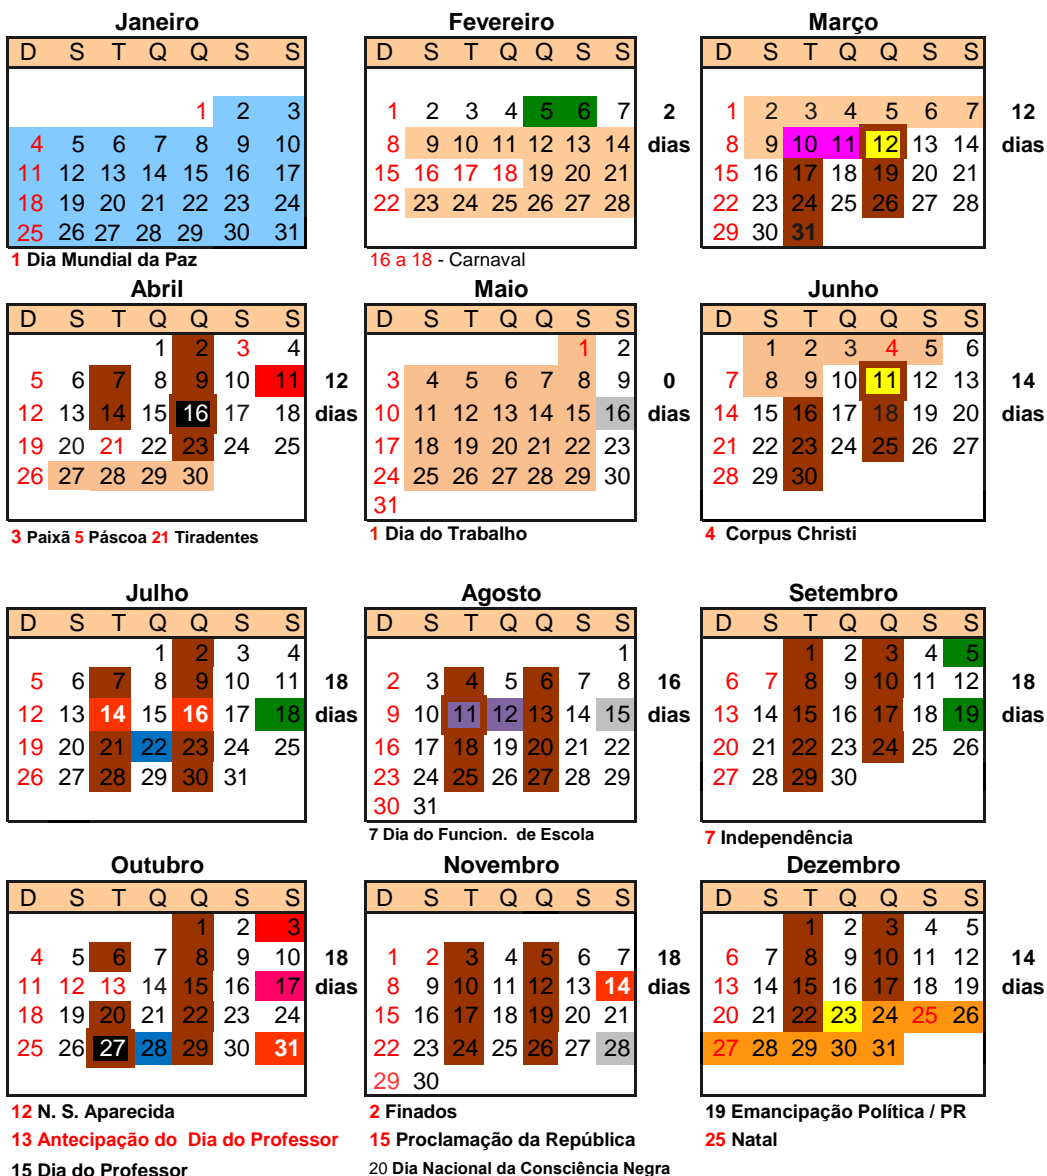 Janeiro Fevereiro Março
D S T Q Q S S D S T Q Q S S D S T Q Q S S
1 2 3 1 2 3 4 5 6 7 2 1 2 3 4 5 6 7 12
4 5 6 7 8 9 10 8 9 10 11 12 13 14 dias 8 9 10 11 12 13 14 dias
11 12 13 14 15 16 17 15 16 17 18 19 20 21 15 16 17 18 19 20 21
18 19 20 21 22 23 24 22 23 24 25 26 27 28 22 23 24 25 26 27 28
25 26 27 28 29 30 31 29 30 31
1 Dia Mundial da Paz 16 a 18 - Carnaval
Abril Maio Junho
D S T Q Q S S D S T Q Q S S D S T Q Q S S
1 2 3 4 1 2 1 2 3 4 5 6
5 6 7 8 9 10 11 12 3 4 5 6 7 8 9 0 7 8 9 10 11 12 13 14
12 13 14 15 16 17 18 dias 10 11 12 13 14 15 16 dias 14 15 16 17 18 19 20 dias
19 20 21 22 23 24 25 17 18 19 20 21 22 23 21 22 23 24 25 26 27
26 27 28 29 30 24 25 26 27 28 29 30 28 29 30
31
3 Paixã 5 Páscoa 21 Tiradentes 1 Dia do Trabalho 4 Corpus Christi
Julho Agosto Setembro
D S T Q Q S S D S T Q Q S S D S T Q Q S S
1 2 3 4 1 1 2 3 4 5
5 6 7 8 9 10 11 18 2 3 4 5 6 7 8 16 6 7 8 9 10 11 12 18
12 13 14 15 16 17 18 dias 9 10 11 12 13 14 15 dias 13 14 15 16 17 18 19 dias
19 20 21 22 23 24 25 16 17 18 19 20 21 22 20 21 22 23 24 25 26
26 27 28 29 30 31 23 24 25 26 27 28 29 27 28 29 30
30 31
7 Dia do Funcion. de Escola 7 Independência
Outubro Novembro Dezembro
D S T Q Q S S D S T Q Q S S D S T Q Q S S
1 2 3 1 2 3 4 5
4 5 6 7 8 9 10 18 1 2 3 4 5 6 7 18 6 7 8 9 10 11 12 14
11 12 13 14 15 16 17 dias 8 9 10 11 12 13 14 dias 13 14 15 16 17 18 19 dias
18 19 20 21 22 23 24 15 16 17 18 19 20 21 20 21 22 23 24 25 26
25 26 27 28 29 30 31 22 23 24 25 26 27 28 27 28 29 30 31
29 30
12 N. S. Aparecida 2 Finados 19 Emancipação Política / PR
13 Antecipação do Dia do Professor 15 Proclamação da República 25 Natal
15 Dia do Professor 20 Dia Nacional da Consciência Negra